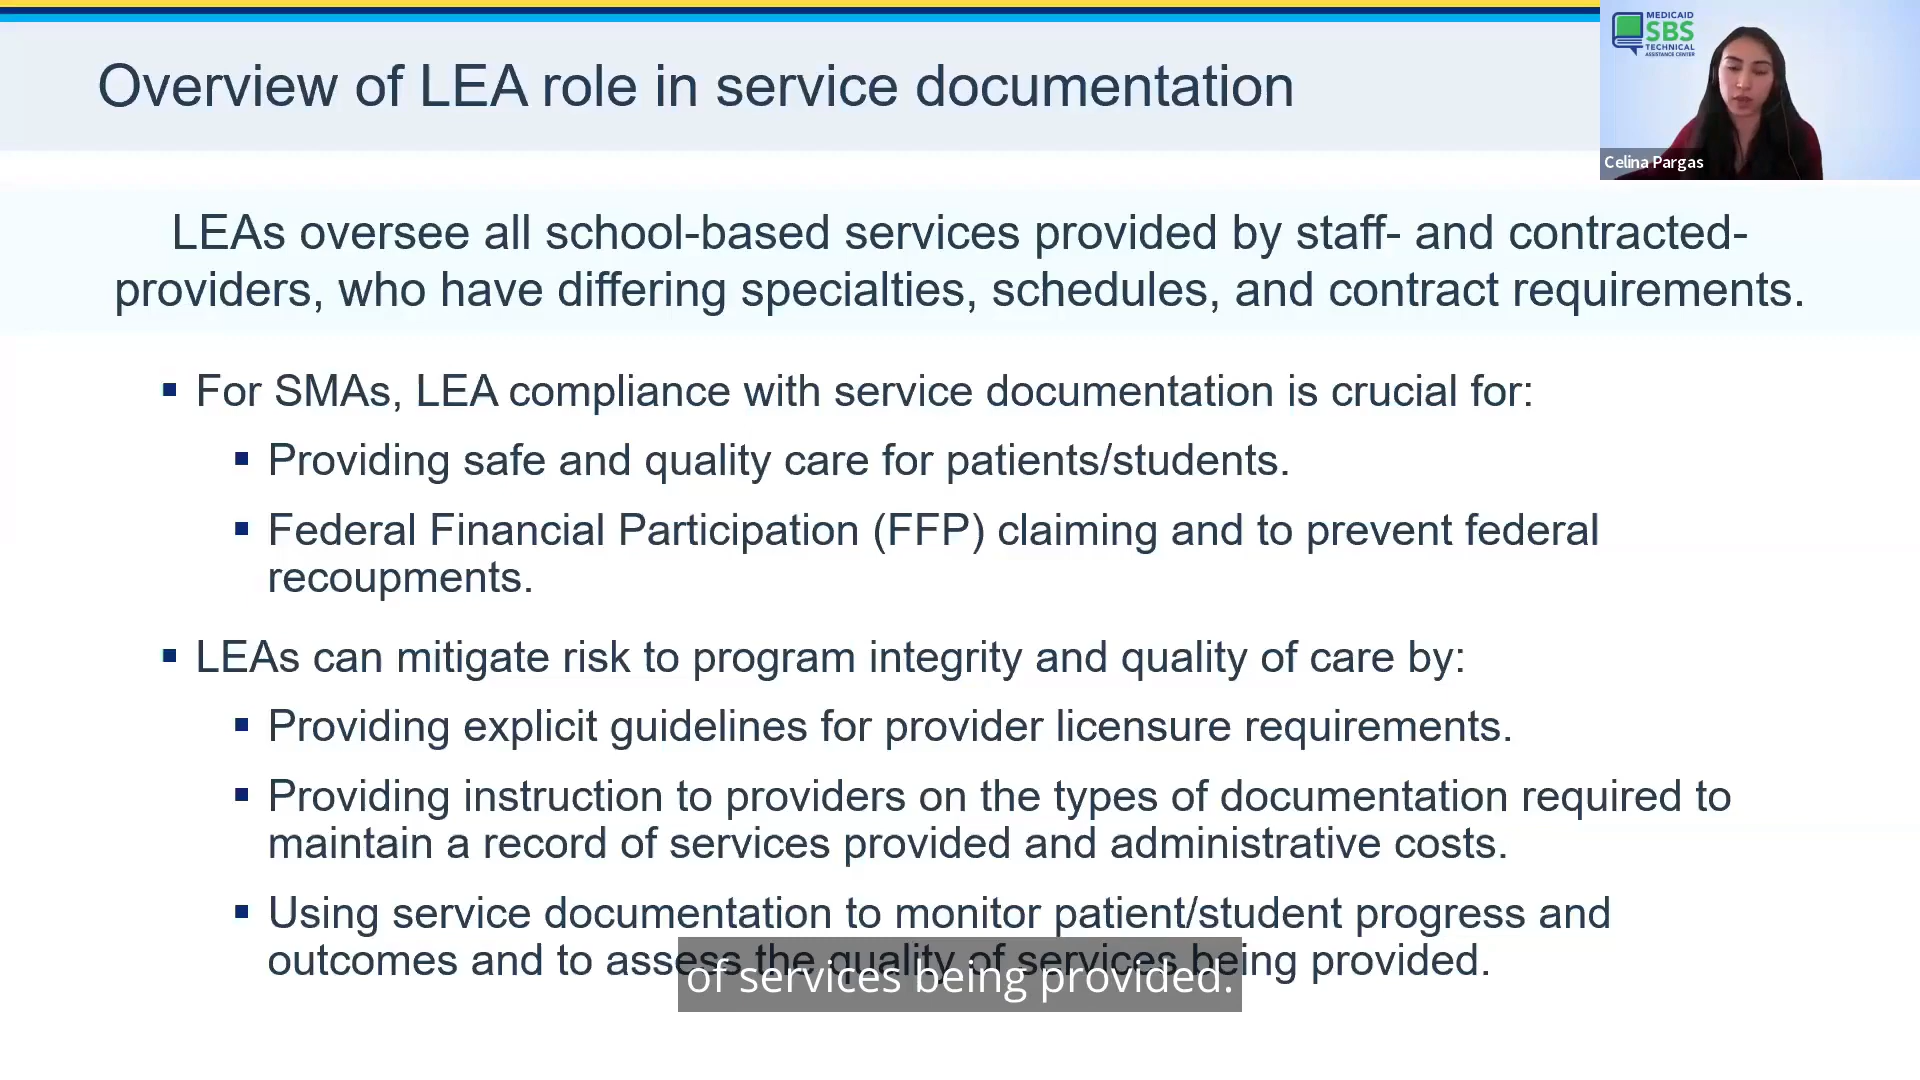 Overview of LEA role in service documentation
MEDICAID
SBS
TECHNICAL
ASSISTANCE CENTER
Celina Pargas
LEAs oversee all school-based services provided by staff- and contracted-
providers, who have differing specialties, schedules, and contract requirements.
▪ For SMAs, LEA compliance with service documentation is crucial for:
▪ Providing safe and quality care for patients/students.
▪ Federal Financial Participation (FFP) claiming and to prevent federal
recoupments.
▪ LEAs can mitigate risk to program integrity and quality of care by:
▪ Providing explicit guidelines for provider licensure requirements.
▪ Providing instruction to providers on the types of documentation required to
maintain a record of services provided and administrative costs.
▪ Using service documentation to monitor patient/student progress and
outcomes and to assess the quality of services being provided.
of services being provided.